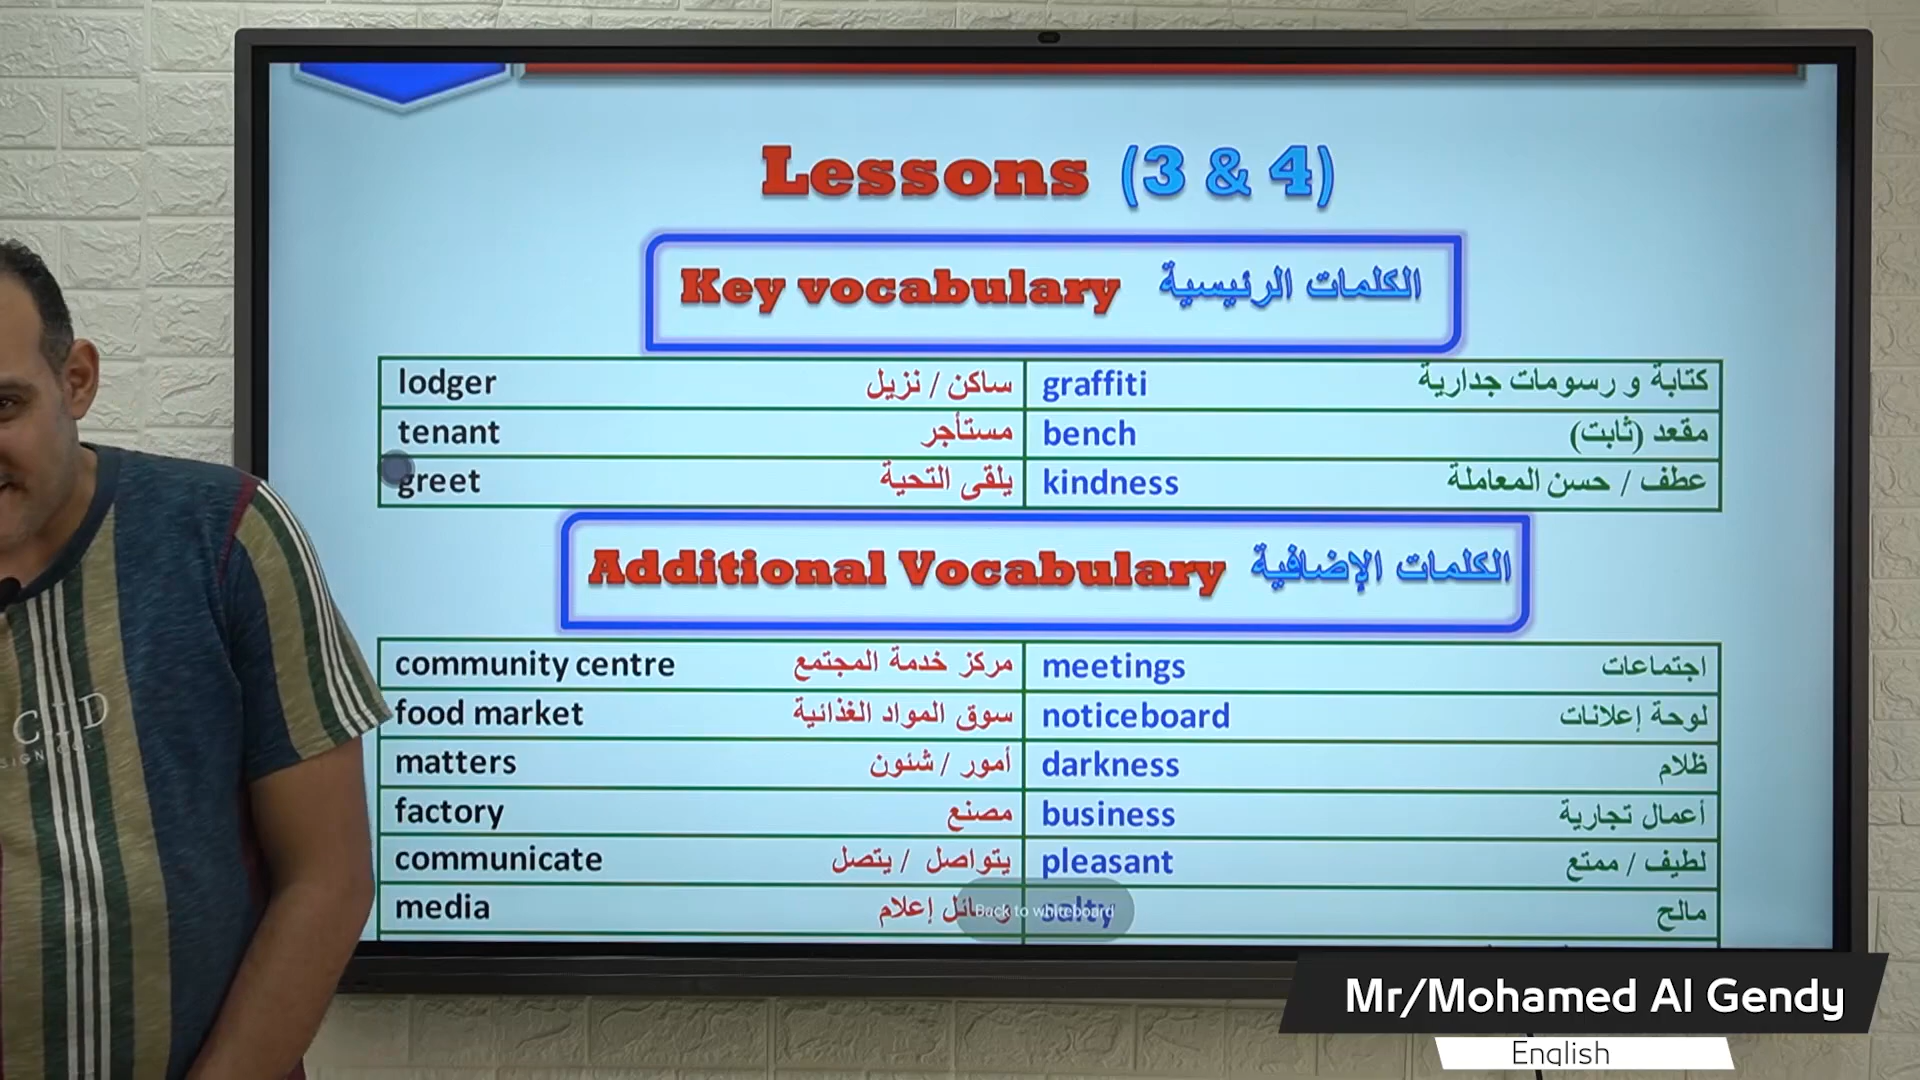 Lessons (3 & 4)
Key vocabulary الكلمات الرئيسية
lodger ساكن / نزيل graffiti كتابة و رسومات جدارية
tenant مستأجر bench مقعد (ثابت)
greet يلقى التحية kindness عطف / حسن المعاملة
Additional Vocabulary الكلمات الإضافية
community centre مركز خدمة المجتمع meetings اجتماعات
food market سوق المواد الغذائية noticeboard لوحة إعلانات
matters أمور / شئون darkness ظلام
factory مصنع business أعمال تجارية
communicate يتواصل / يتصل pleasant لطيف / ممتع
media وسائل إعلام salty مالح
Back to whiteboard
Mr/Mohamed Al Gendy
English